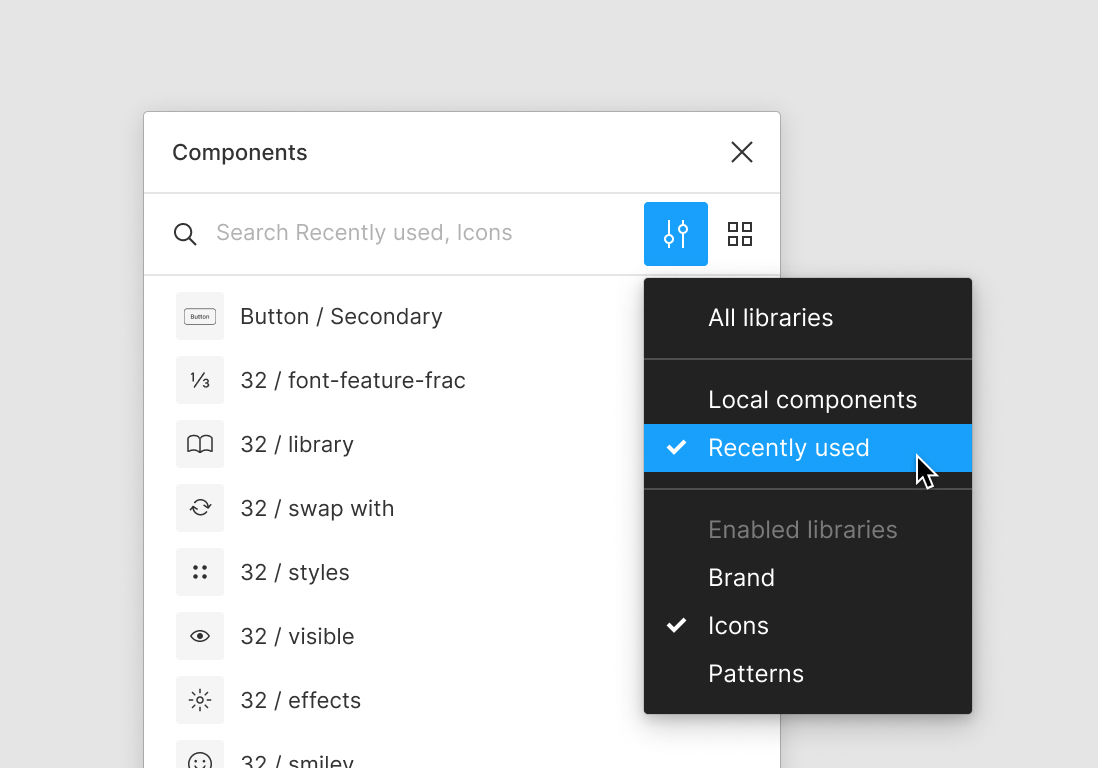 Components
Search Recently used, Icons
Button
Button / Secondary
1/3
32 / font-feature-frac
32 / library
32 / swap with
32 / styles
32 / visible
32 / effects
32 / smiley
All libraries
Local components
Recently used
Enabled libraries
Brand
Icons
Patterns